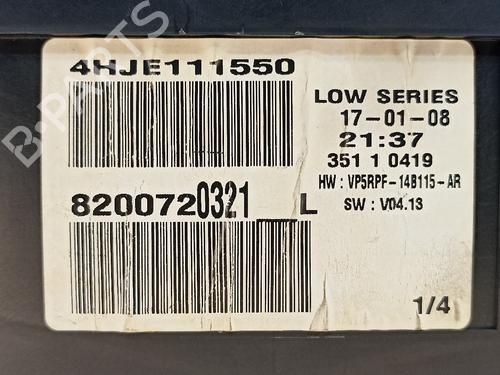 4HJE111550
LOW SERIES
17-01-08
21:37
351 1 0419
HW : VP5RPF-14B115-AR
SW : V04.13
8200720321__L
1/4
B-PARTS